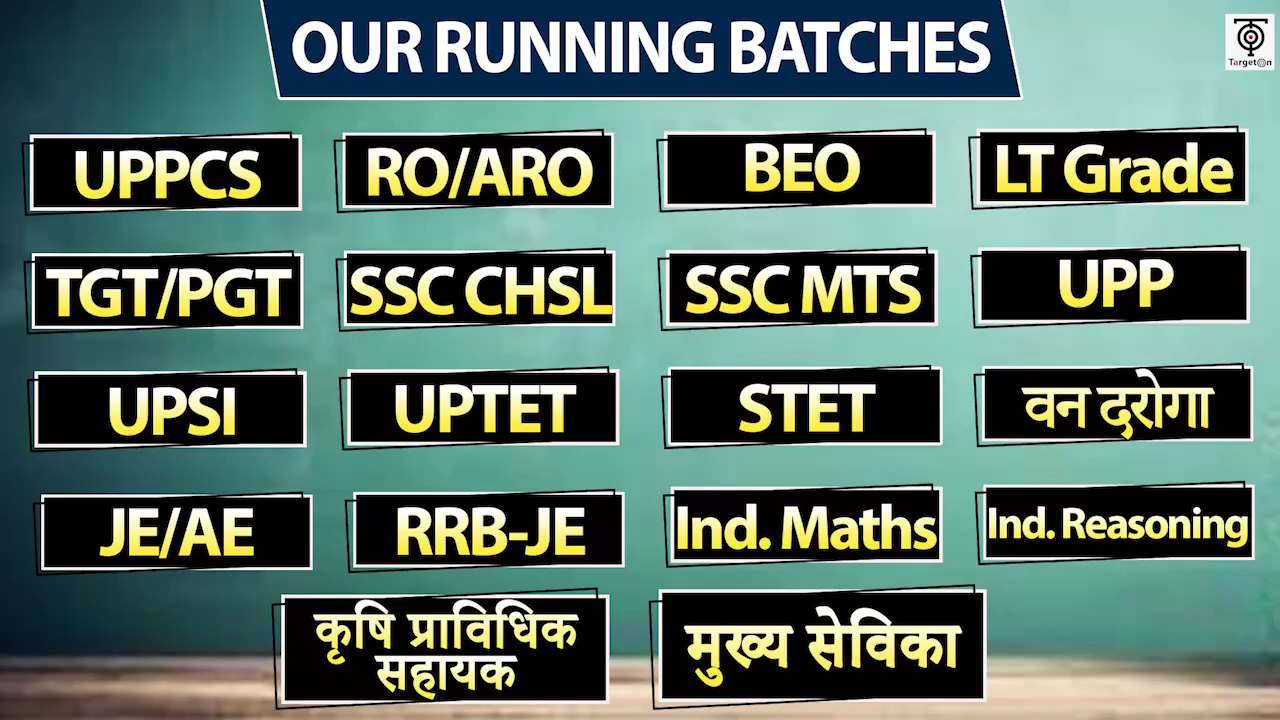 OUR RUNNING BATCHES
TargetOn
UPPCS
RO/ARO
BEO
LT Grade
TGT/PGT
SSC CHSL
SSC MTS
UPP
UPSI
UPTET
STET
वन दरोगा
JE/AE
RRB-JE
Ind. Maths
Ind. Reasoning
कृषि प्राविधिक
सहायक
मुख्य सेविका